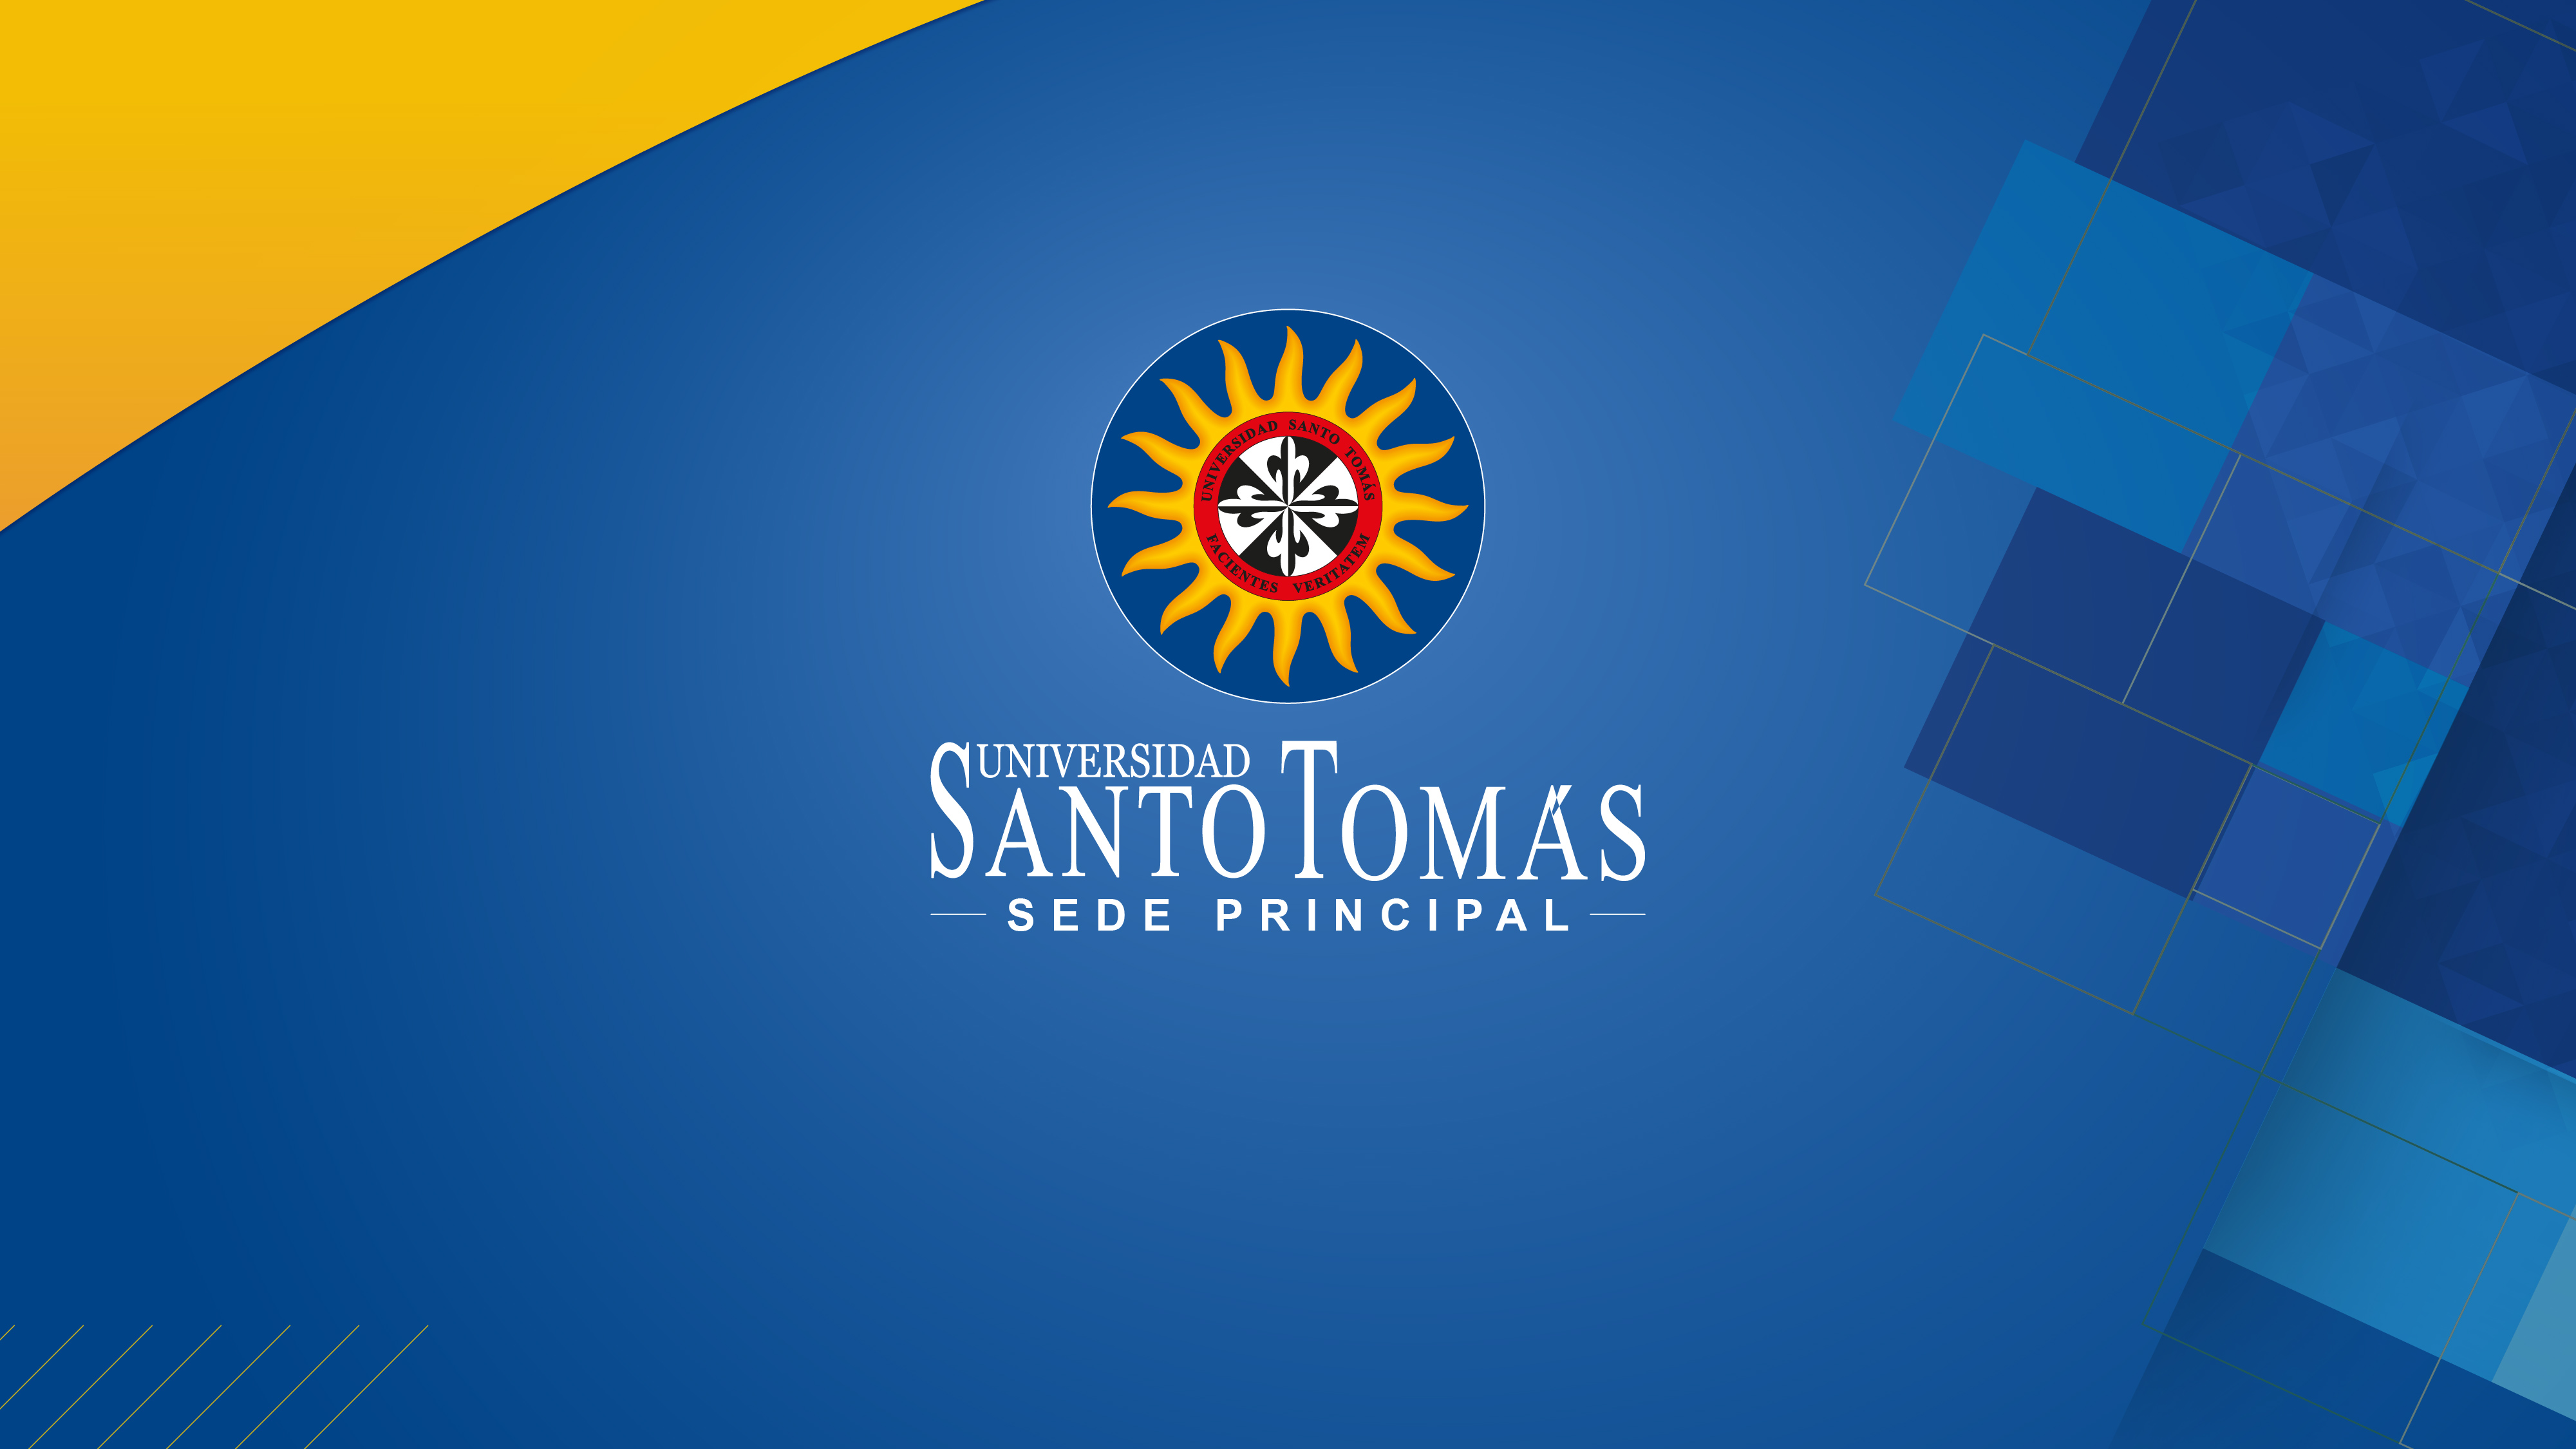 UNIVERSIDAD SANTO TOMÁS
FACIENTES VERITATEM
UNIVERSIDAD
SANTO TOMÁS
SEDE PRINCIPAL